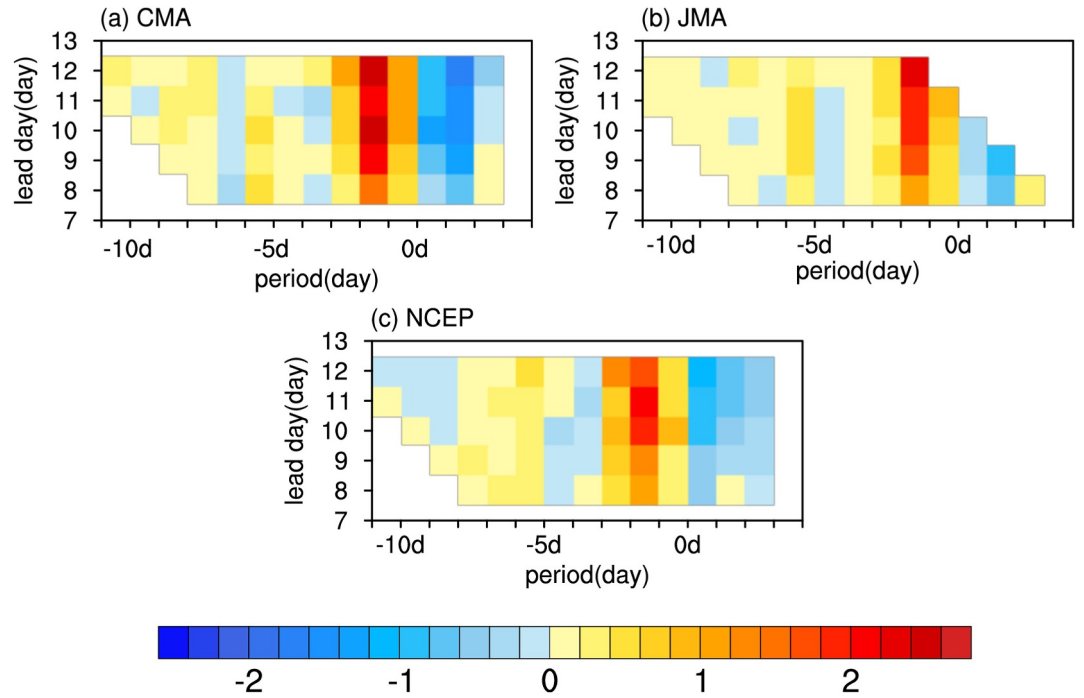 (a) CMA
13
12
11
10
9
8
7
lead day(day)
-10d -5d 0d
period(day)
(b) JMA
13
12
11
10
9
8
7
lead day(day)
-10d -5d 0d
period(day)
(c) NCEP
13
12
11
10
9
8
7
lead day(day)
-10d -5d 0d
period(day)
-2 -1 0 1 2